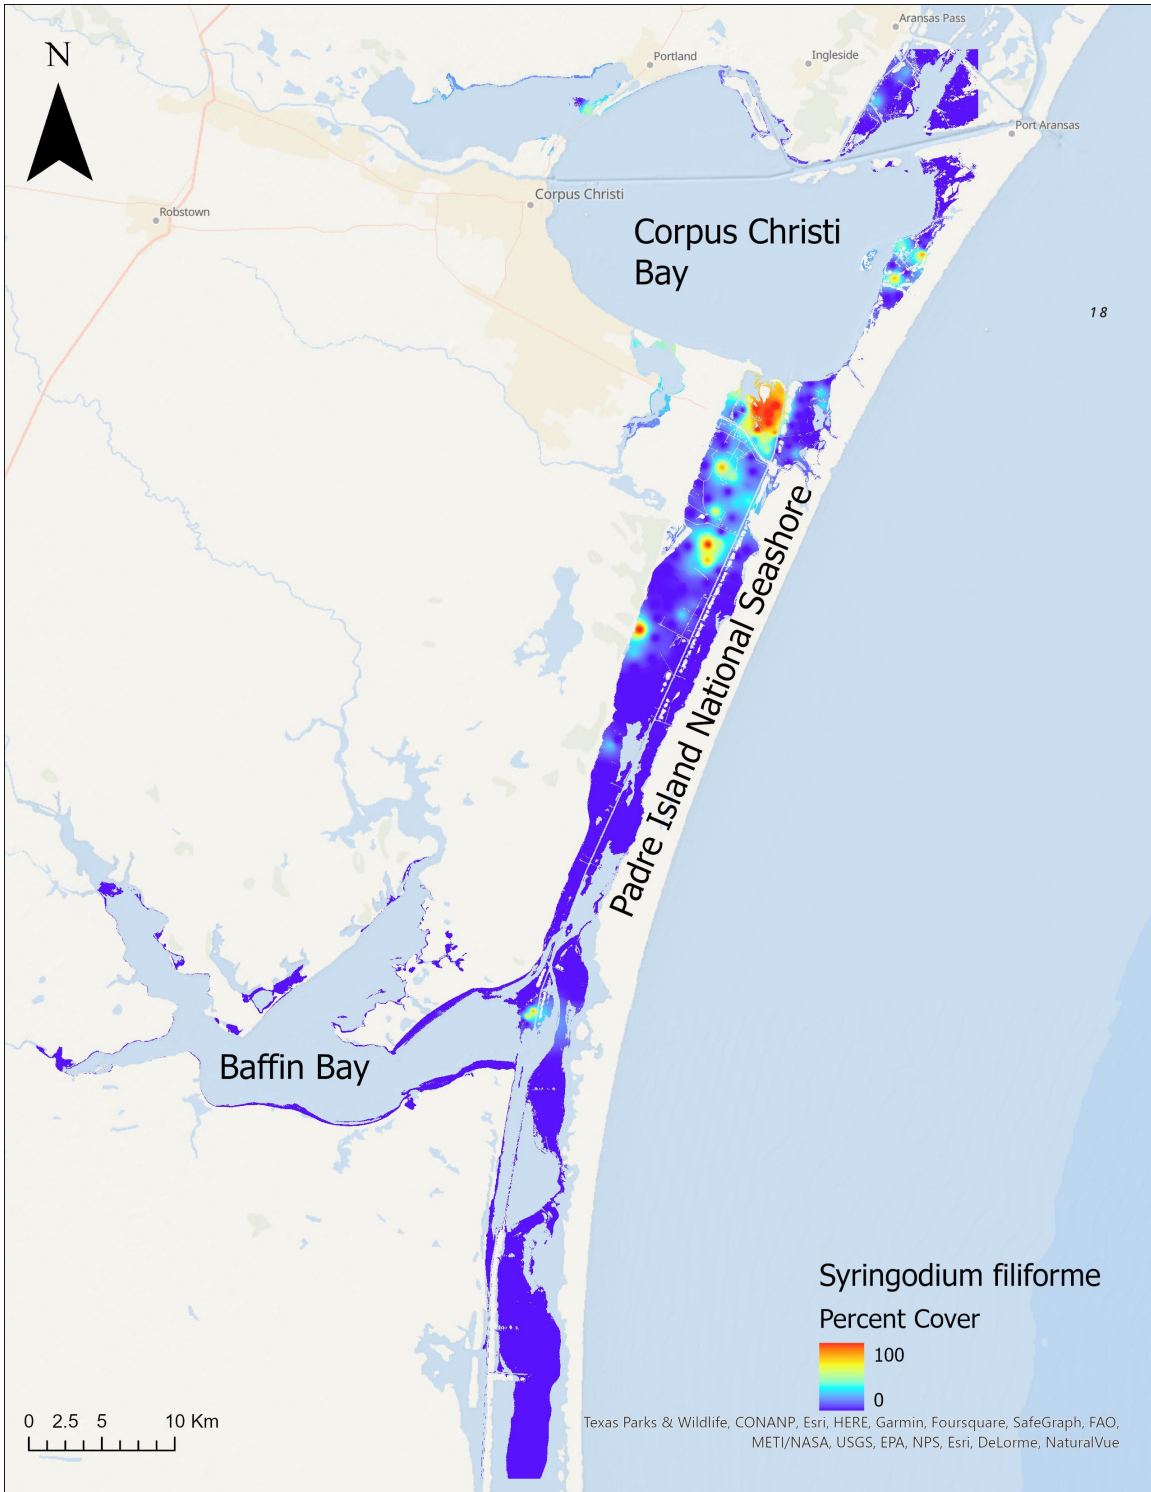 N
Aransas Pass
Portland
Ingleside
Port Aransas
Corpus Christi
Robstown
Corpus Christi
Bay
18
Padre Island National Seashore
Baffin Bay
Syringodium filiforme
Percent Cover
100
0
0 2.5 5 10 Km
Texas Parks & Wildlife, CONANP, Esri, HERE, Garmin, Foursquare, SafeGraph, FAO,
METI/NASA, USGS, EPA, NPS, Esri, DeLorme, NaturalVue